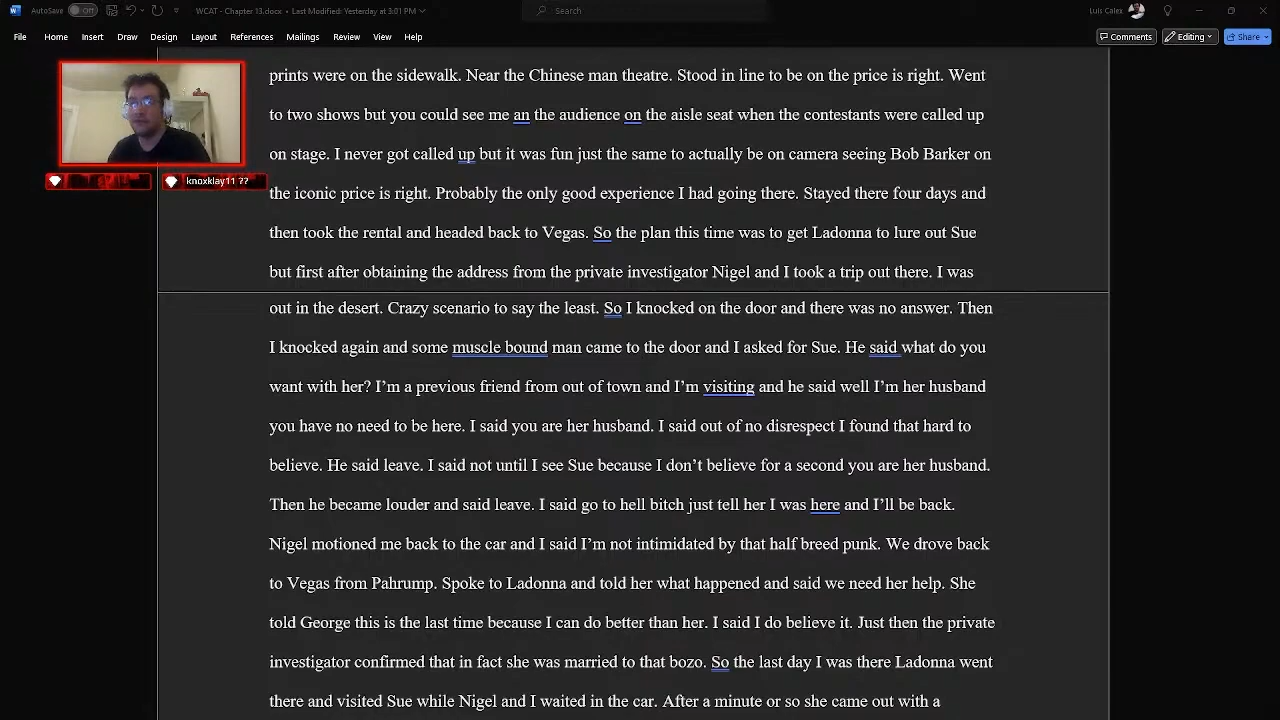 AutoSave Off WCAT - Chapter 13.docx • Last Modified: Yesterday at 3:01 PM Search Luis Calex
File Home Insert Draw Design Layout References Mailings Review View Help Comments Editing Share
prints were on the sidewalk. Near the Chinese man theatre. Stood in line to be on the price is right. Went
to two shows but you could see me an the audience on the aisle seat when the contestants were called up
on stage. I never got called up but it was fun just the same to actually be on camera seeing Bob Barker on
knoxklay11 ??
the iconic price is right. Probably the only good experience I had going there. Stayed there four days and
then took the rental and headed back to Vegas. So the plan this time was to get Ladonna to lure out Sue
but first after obtaining the address from the private investigator Nigel and I took a trip out there. I was
out in the desert. Crazy scenario to say the least. So I knocked on the door and there was no answer. Then
I knocked again and some muscle bound man came to the door and I asked for Sue. He said what do you
want with her? I’m a previous friend from out of town and I’m visiting and he said well I’m her husband
you have no need to be here. I said you are her husband. I said out of no disrespect I found that hard to
believe. He said leave. I said not until I see Sue because I don’t believe for a second you are her husband.
Then he became louder and said leave. I said go to hell bitch just tell her I was here and I’ll be back.
Nigel motioned me back to the car and I said I’m not intimidated by that half breed punk. We drove back
to Vegas from Pahrump. Spoke to Ladonna and told her what happened and said we need her help. She
told George this is the last time because I can do better than her. I said I do believe it. Just then the private
investigator confirmed that in fact she was married to that bozo. So the last day I was there Ladonna went
there and visited Sue while Nigel and I waited in the car. After a minute or so she came out with a